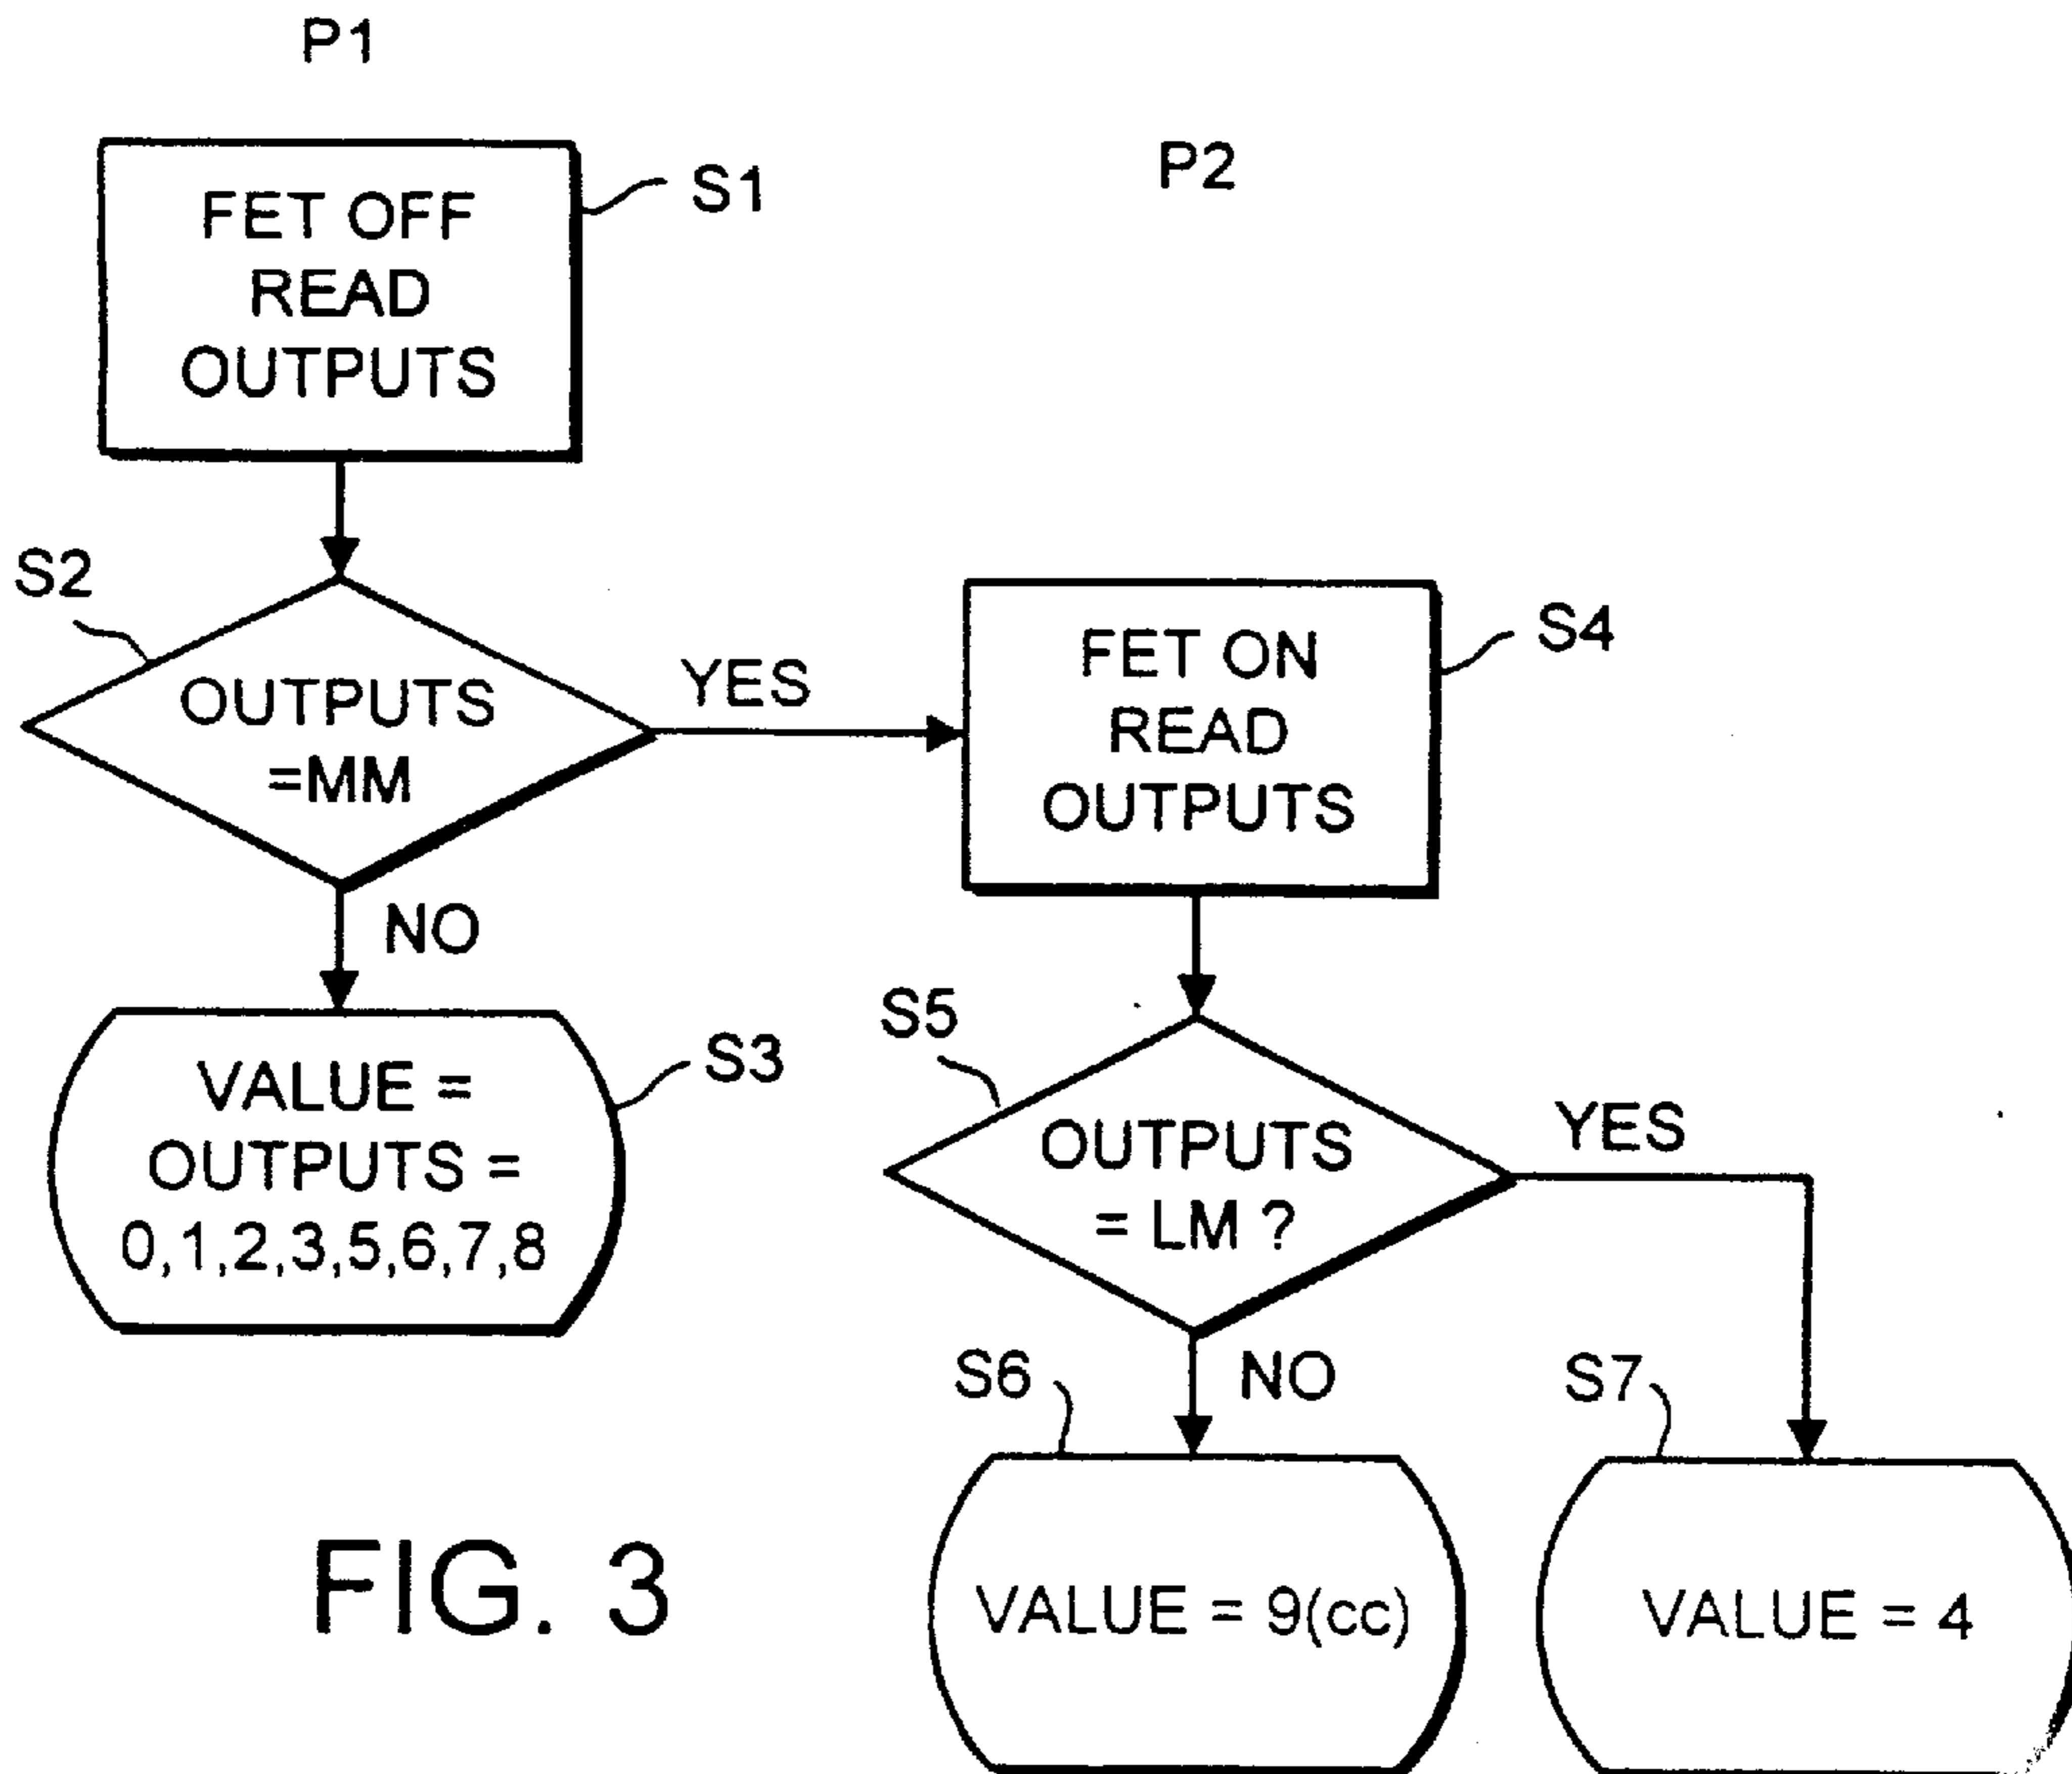 P1
FET OFF
READ
OUTPUTS
S1
P2
S2
OUTPUTS
=MM
YES
NO
FET ON
READ
OUTPUTS
S4
VALUE =
OUTPUTS =
0,1,2,3,5,6,7,8
S3
S5
OUTPUTS
= LM ?
YES
NO
S6
VALUE = 9(cc)
S7
VALUE = 4
FIG. 3